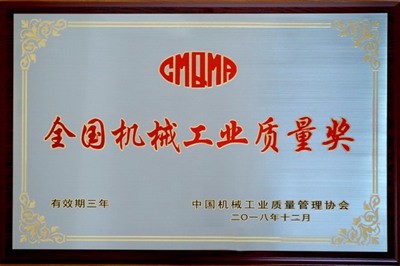 CMQMA
全国机械工业质量奖
有效期三年
中国机械工业质量管理协会
二〇一八年十二月